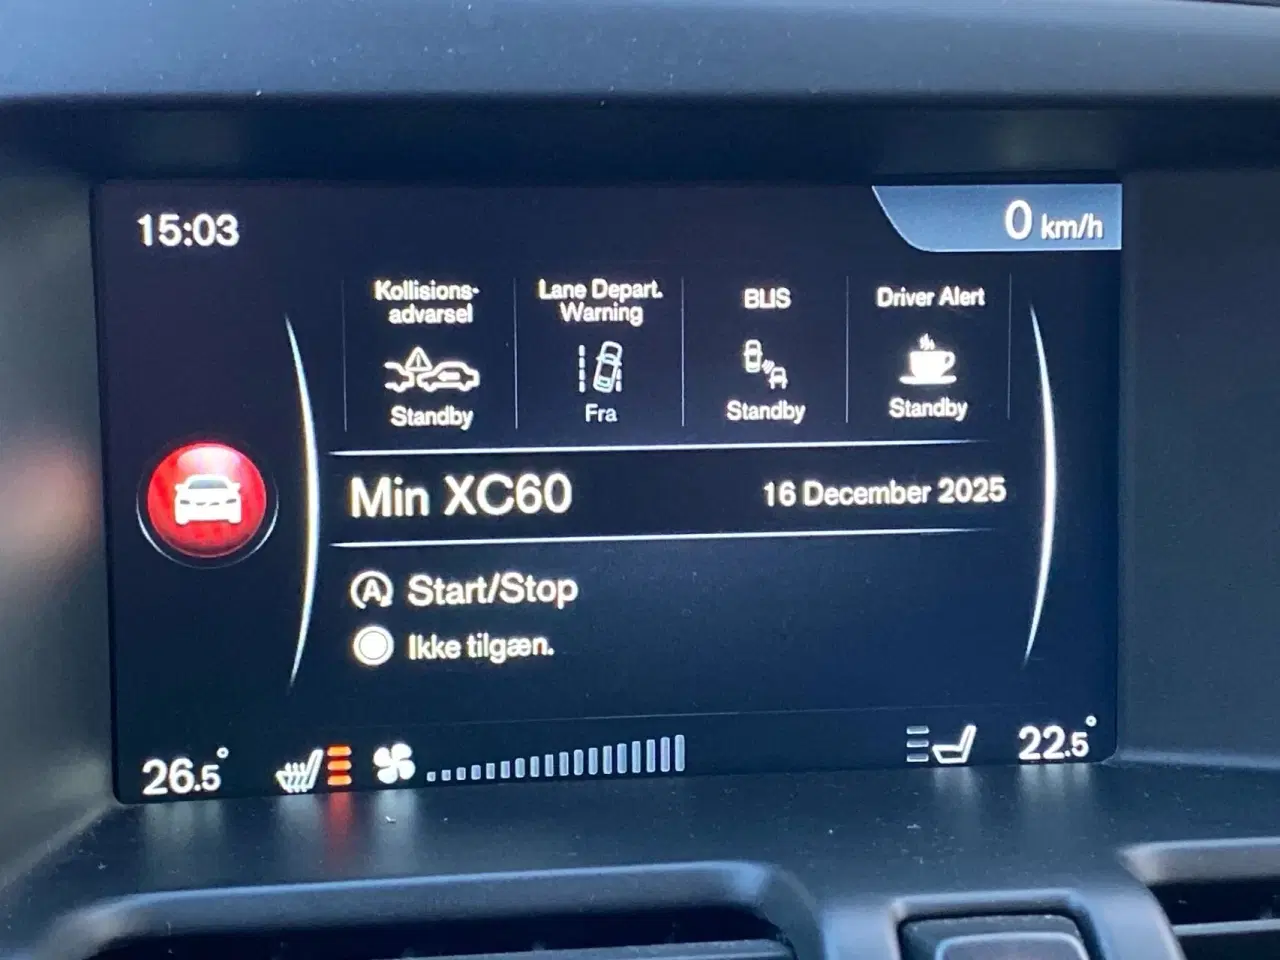 15:03
0 km/h
Kollisions-
advarsel
Standby
Lane Depart.
Warning
Fra
BLIS
Standby
Driver Alert
Standby
Min XC60
16 December 2025
A Start/Stop
Ikke tilgæn.
26.5°
22.5°